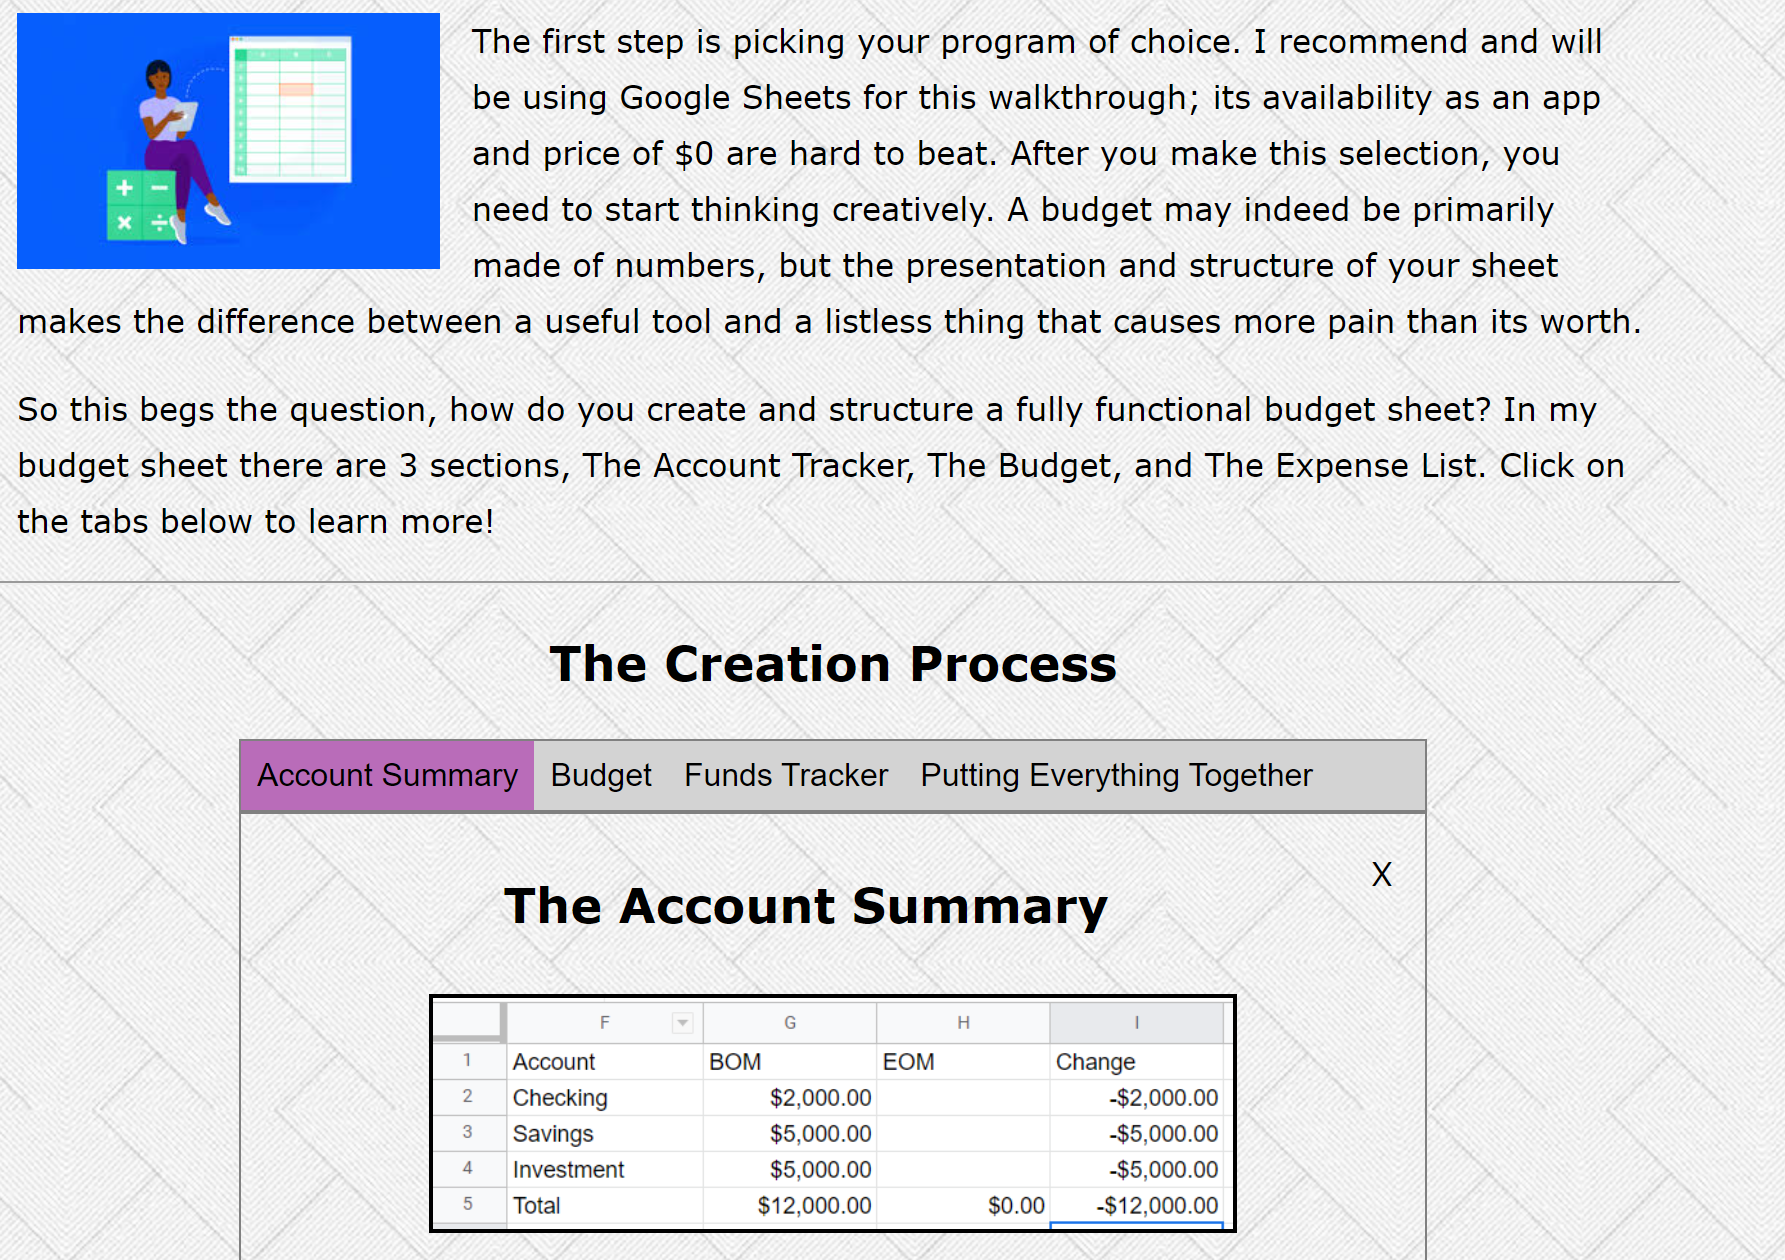 The first step is picking your program of choice. I recommend and will
be using Google Sheets for this walkthrough; its availability as an app
and price of $0 are hard to beat. After you make this selection, you
need to start thinking creatively. A budget may indeed be primarily
made of numbers, but the presentation and structure of your sheet
makes the difference between a useful tool and a listless thing that causes more pain than its worth.
So this begs the question, how do you create and structure a fully functional budget sheet? In my
budget sheet there are 3 sections, The Account Tracker, The Budget, and The Expense List. Click on
the tabs below to learn more!
The Creation Process
Account Summary Budget Funds Tracker Putting Everything Together
X
The Account Summary
F G H I
1 Account BOM EOM Change
2 Checking $2,000.00 -$2,000.00
3 Savings $5,000.00 -$5,000.00
4 Investment $5,000.00 -$5,000.00
5 Total $12,000.00 $0.00 -$12,000.00